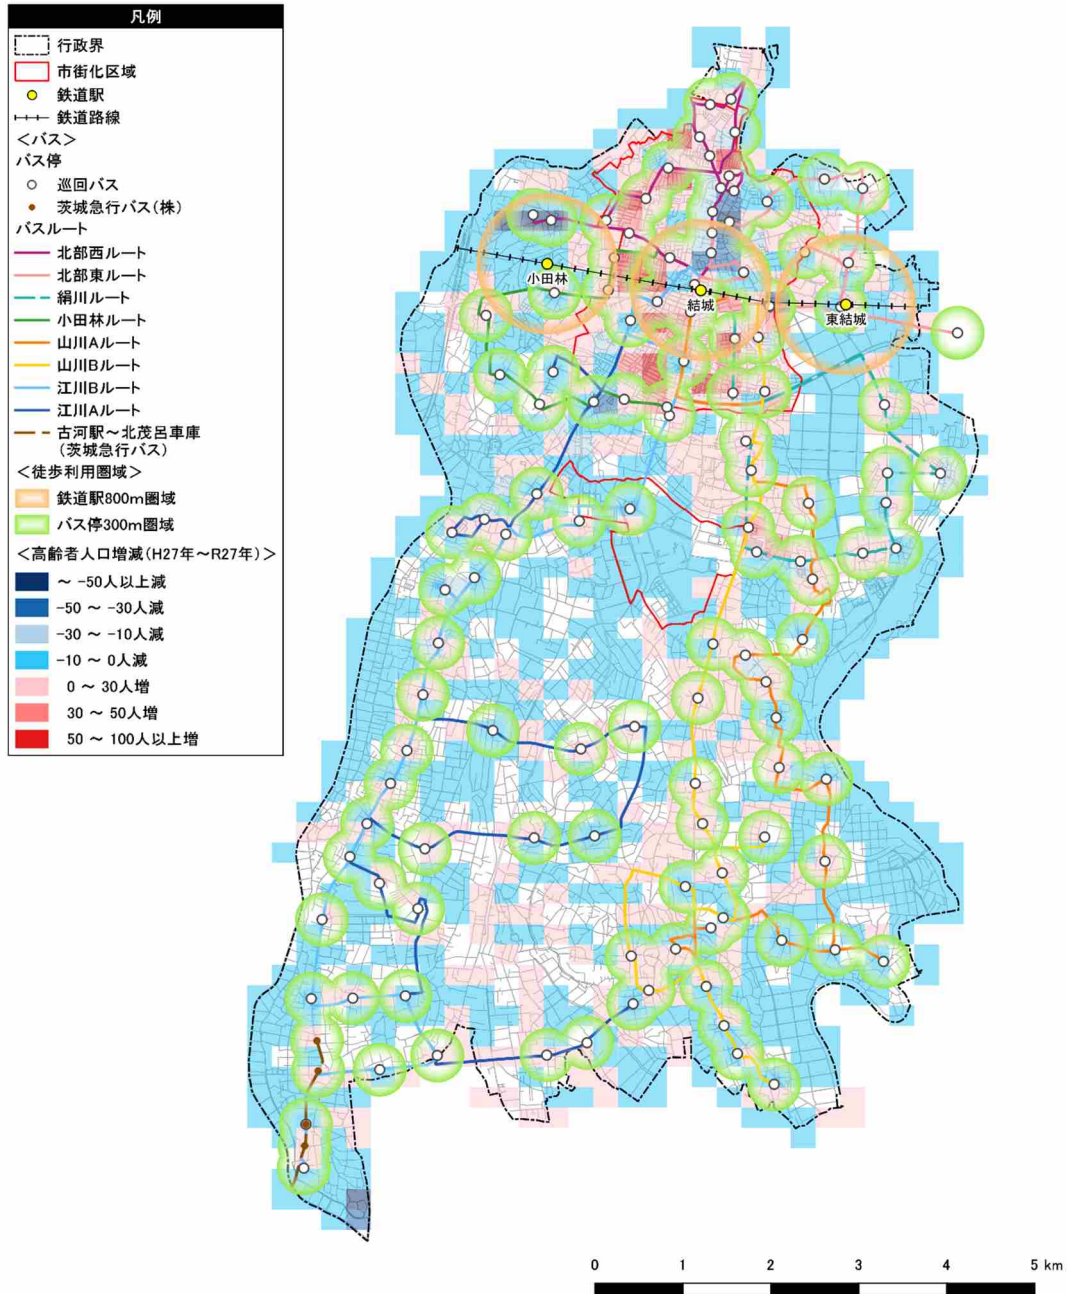 凡例
行政界
市街化区域
鉄道駅
鉄道路線
＜バス＞
バス停
巡回バス
茨城急行バス(株)
バスルート
北部西ルート
北部東ルート
絹川ルート
小田林ルート
山川Aルート
山川Bルート
江川Bルート
江川Aルート
古河駅～北茂呂車庫
(茨城急行バス)
＜徒歩利用圏域＞
鉄道駅800m圏域
バス停300m圏域
＜高齢者人口増減(H27年～R27年)＞
～ -50人以上減
-50 ～ -30人減
-30 ～ -10人減
-10 ～ 0人減
0 ～ 30人増
30 ～ 50人増
50 ～ 100人以上増
小田林
結城
東結城
0 1 2 3 4 5 km